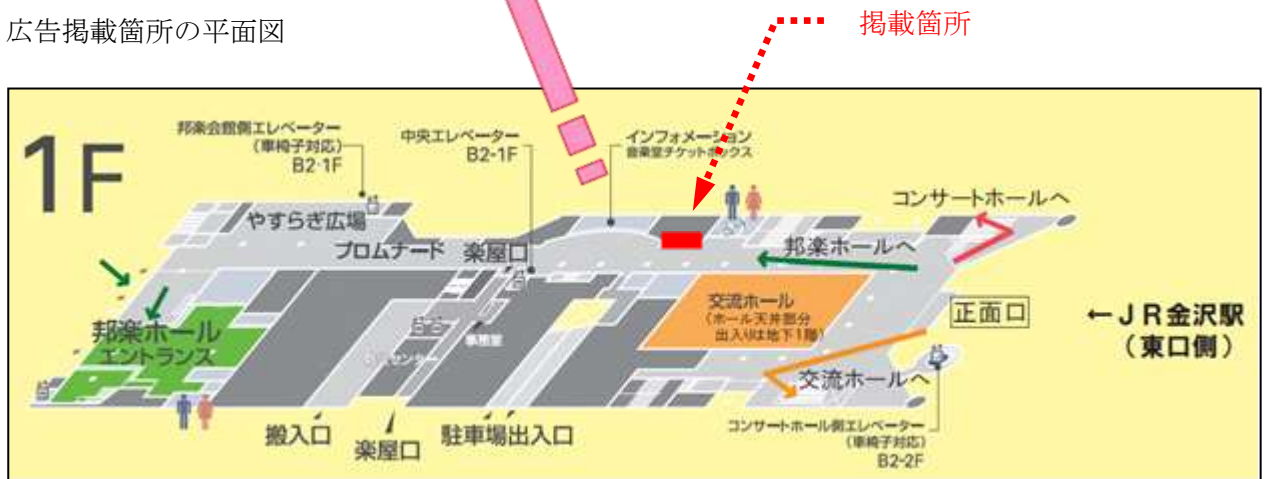 広告掲載箇所の平面図
掲載箇所
1F
邦楽会館側エレベーター
(車椅子対応)
B2-1F
中央エレベーター
B2-1F
インフォメーション
音楽堂チケットボックス
コンサートホールへ
やすらぎ広場
プロムナード
楽屋口
邦楽ホールへ
交流ホール
(ホール天井部分
出入りは地下1階)
正面口
←JR金沢駅
(東口側)
邦楽ホール
エントランス
事務室
センター
交流ホールへ
搬入口
楽屋口
駐車場出入口
コンサートホール側エレベーター
(車椅子対応)
B2-2F